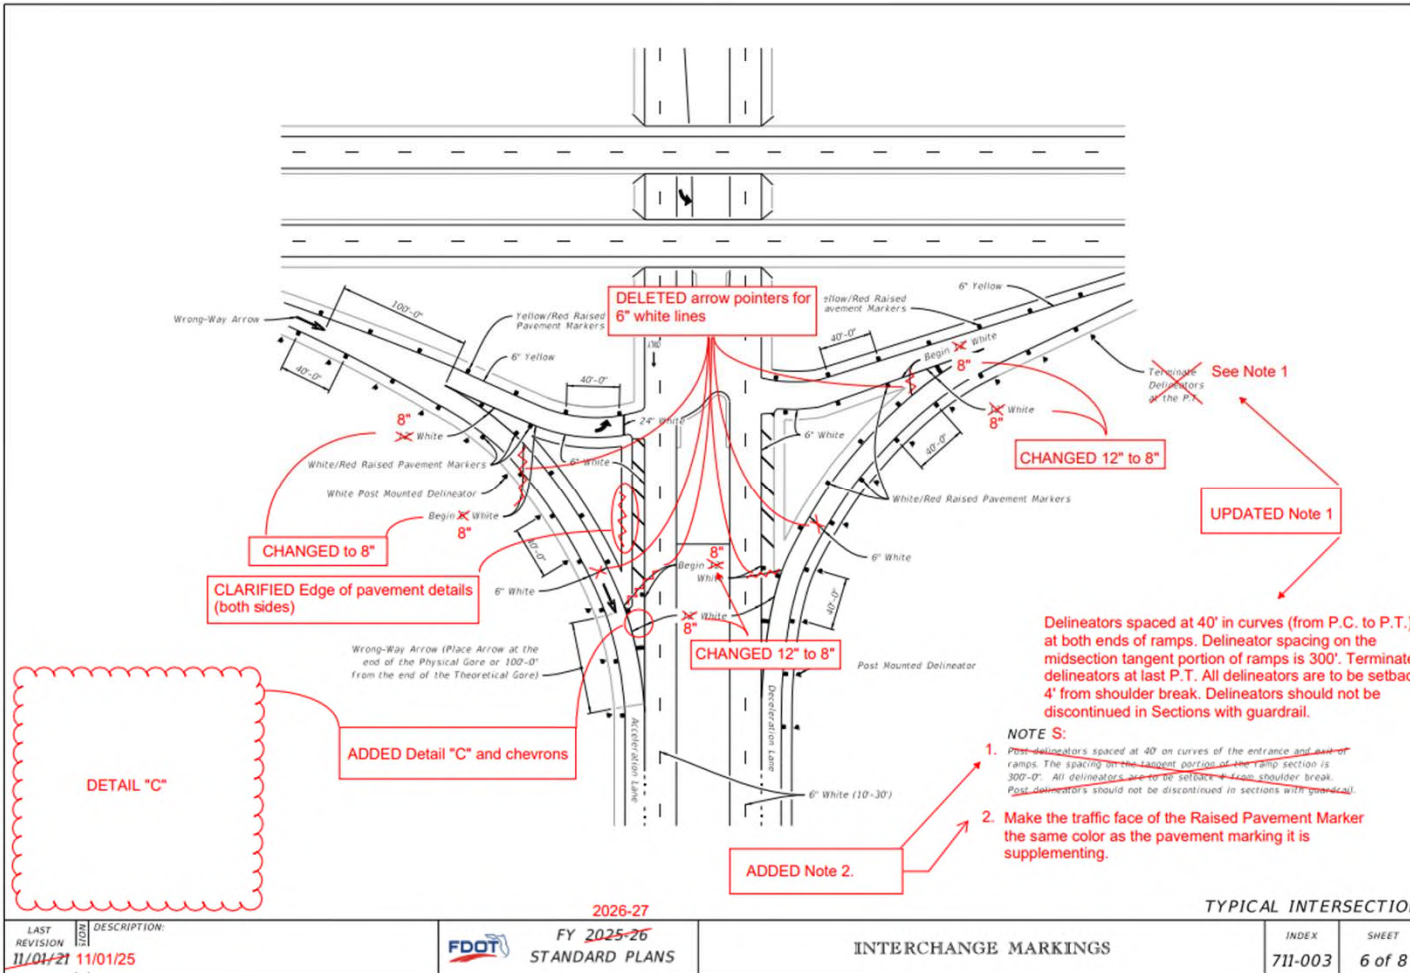 DELETED arrow pointers for
6" white lines
6" Yellow
Wrong-Way Arrow
100'-0"
Yellow/Red Raised
Pavement Markers
6" Yellow
40'-0"
40'-0"
ellow/Red Raised
avement Markers
40'-0"
Begin 12" White
8"
Terminate
Delineators
at the P.T.
See Note 1
8"
12" White
24" White
6" White
12" White
8"
40'-0"
CHANGED 12" to 8"
White/Red Raised Pavement Markers
6" White
White Post Mounted Delineator
White/Red Raised Pavement Markers
UPDATED Note 1
Begin 12" White
8"
40'-0"
CHANGED to 8"
6" White
8"
Begin 12"
White
CLARIFIED Edge of pavement details
(both sides)
6" White
40'-0"
12" White
8"
CHANGED 12" to 8"
Wrong-Way Arrow (Place Arrow at the
end of the Physical Gore or 100'-0"
from the end of the Theoretical Gore)
Post Mounted Delineator
Delineators spaced at 40' in curves (from P.C. to P.T.)
at both ends of ramps. Delineator spacing on the
midsection tangent portion of ramps is 300'. Terminate
delineators at last P.T. All delineators are to be setbac
4' from shoulder break. Delineators should not be
discontinued in Sections with guardrail.
Acceleration Lane
Deceleration Lane
ADDED Detail "C" and chevrons
DETAIL "C"
6" White (10'-30')
NOTE S:
1. Post delineators spaced at 40' on curves of the entrance and exit of
ramps. The spacing on the tangent portion of the ramp section is
300'-0". All delineators are to be setback 4' from shoulder break.
Post delineators should not be discontinued in sections with guardrail.
2. Make the traffic face of the Raised Pavement Marker
the same color as the pavement marking it is
supplementing.
ADDED Note 2.
TYPICAL INTERSECTIO
LAST
REVISION
11/01/21 11/01/25
DESCRIPTION:
FDOT
2026-27
FY 2025-26
STANDARD PLANS
INTERCHANGE MARKINGS
INDEX
711-003
SHEET
6 of 8